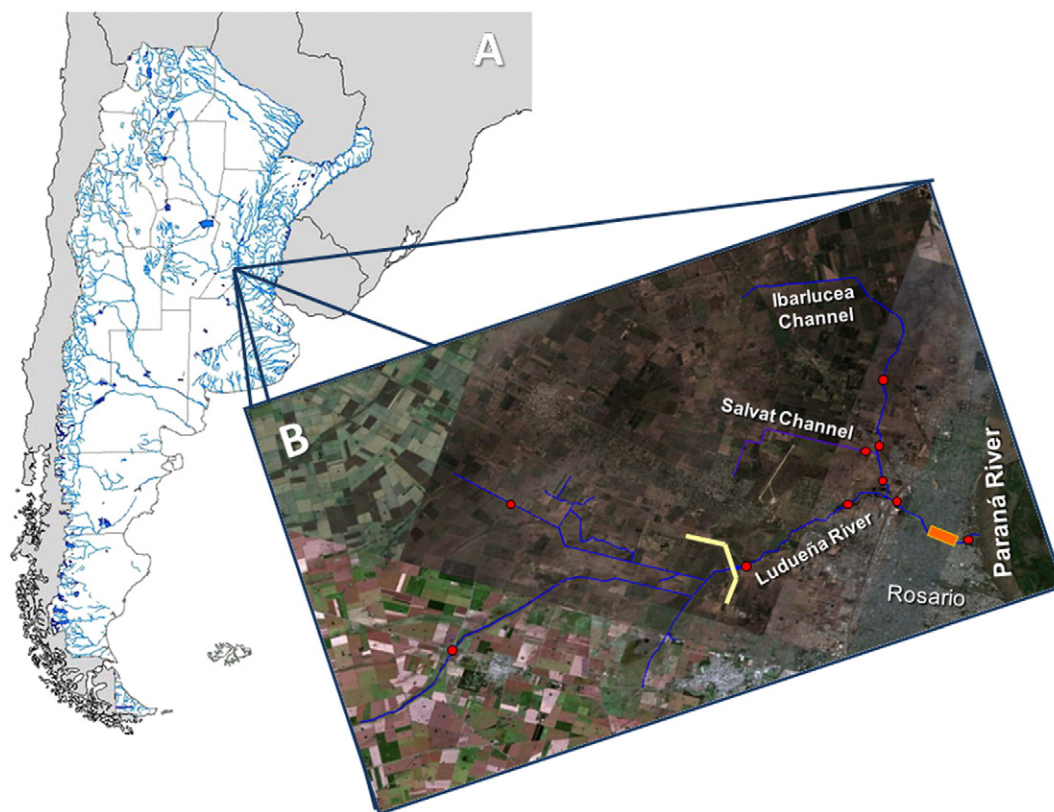 A
B
Ibarlucea
Channel
Salvat Channel
Ludueña River
Paraná River
Rosario